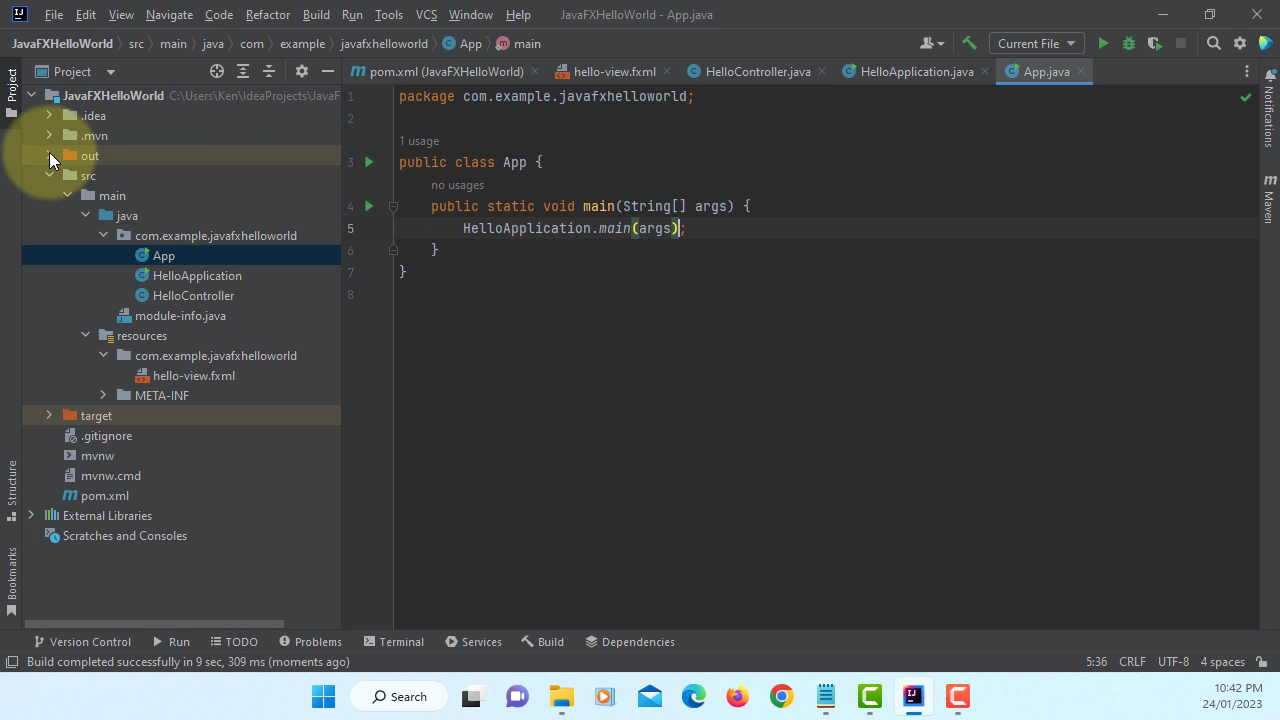 File Edit View Navigate Code Refactor Build Run Tools VCS Window Help JavaFXHelloWorld - App.java
JavaFXHelloWorld src main java com example javafxhelloworld App main Current File
Project pom.xml (JavaFXHelloWorld) hello-view.fxml HelloController.java HelloApplication.java App.java
Project
JavaFXHelloWorld C:\Users\Ken\IdeaProjects\JavaF
.idea
.mvn
out
src
main
java
com.example.javafxhelloworld
App
HelloApplication
HelloController
module-info.java
resources
com.example.javafxhelloworld
hello-view.fxml
META-INF
target
.gitignore
mvnw
mvnw.cmd
pom.xml
External Libraries
Scratches and Consoles
Structure
Bookmarks
1 package com.example.javafxhelloworld;
2
1 usage
3 public class App {
no usages
4 public static void main(String[] args) {
5 HelloApplication.main(args);
6 }
7 }
8
Notifications
Maven
Version Control Run TODO Problems Terminal Services Build Dependencies
Build completed successfully in 9 sec, 309 ms (moments ago) 5:36 CRLF UTF-8 4 spaces
Search
10:42 PM
24/01/2023